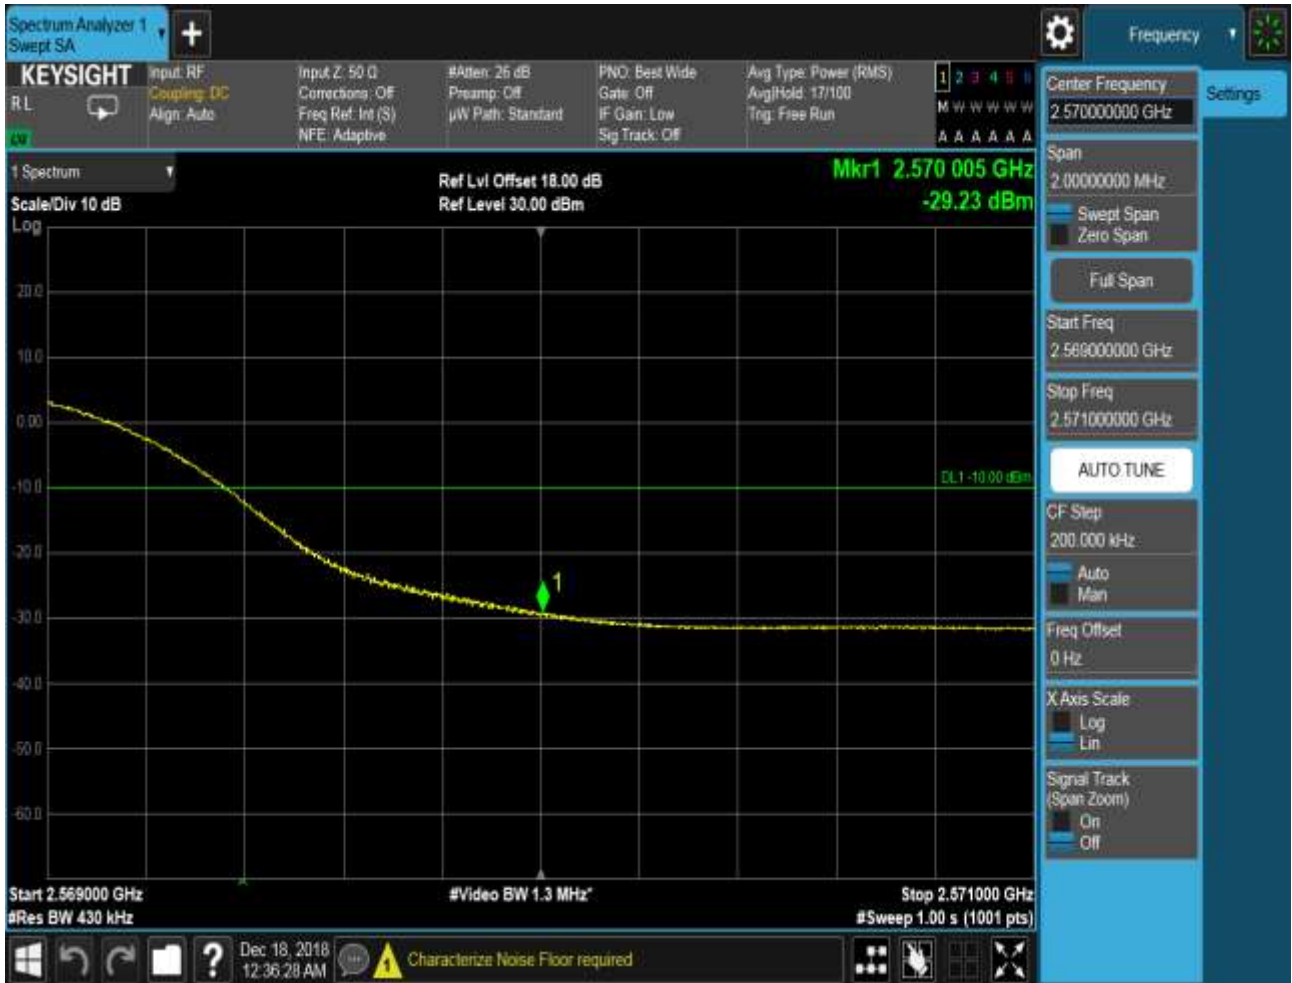 Spectrum Analyzer 1
Swept SA
+
Frequency
KEYSIGHT
RL
LW
Input: RF
Coupling: DC
Align: Auto
Input Z: 50 Ω
Corrections: Off
Freq Ref: Int (S)
NFE: Adaptive
#Atten: 26 dB
Preamp: Off
µW Path: Standard
PNO: Best Wide
Gate: Off
IF Gain: Low
Sig Track: Off
Avg Type: Power (RMS)
Avg|Hold: 17/100
Trig: Free Run
1 2 3 4 5 6
M W W W W W
A A A A A A
1 Spectrum
Scale/Div 10 dB
Log
Ref Lvl Offset 18.00 dB
Ref Level 30.00 dBm
Mkr1 2.570 005 GHz
-29.23 dBm
20.0
10.0
0.00
-10.0
-20.0
-30.0
-40.0
-50.0
-60.0
DL1 -10.00 dBm
1
Start 2.569000 GHz
#Res BW 430 kHz
#Video BW 1.3 MHz*
Stop 2.571000 GHz
#Sweep 1.00 s (1001 pts)
Center Frequency
2.570000000 GHz
Settings
Span
2.00000000 MHz
Swept Span
Zero Span
Full Span
Start Freq
2.569000000 GHz
Stop Freq
2.571000000 GHz
AUTO TUNE
CF Step
200.000 kHz
Auto
Man
Freq Offset
0 Hz
X Axis Scale
Log
Lin
Signal Track
(Span Zoom)
On
Off
?
Dec 18, 2018
12:36:28 AM
Characterize Noise Floor required